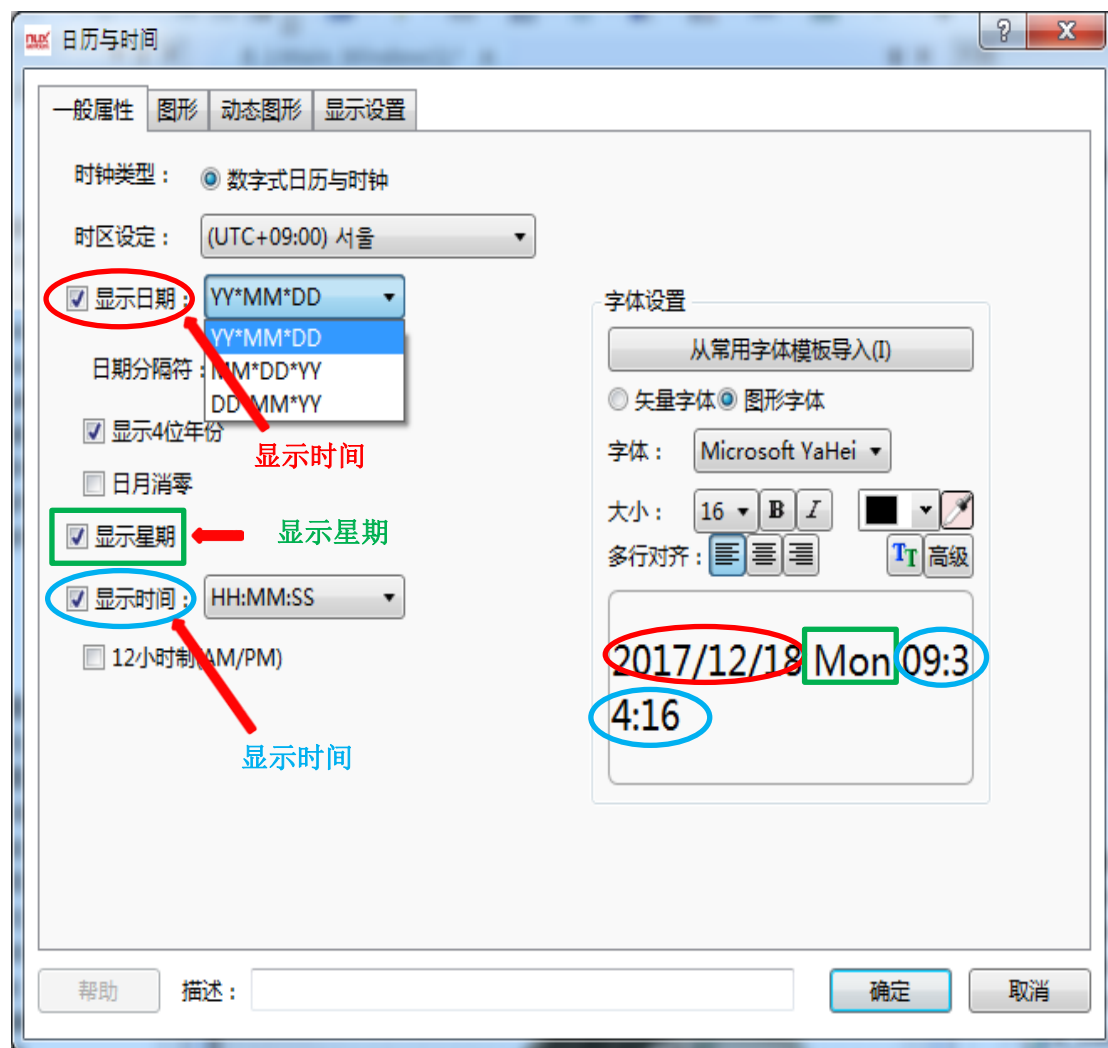 日历与时间
一般属性 图形 动态图形 显示设置
时钟类型： 数字式日历与时钟
时区设定： (UTC+09:00) 서울
显示日期： YY*MM*DD
YY*MM*DD
日期分隔符： MM*DD*YY
DD*MM*YY
显示4位年份
显示时间
日月消零
显示星期 显示星期
显示时间： HH:MM:SS
12小时制(AM/PM)
显示时间
字体设置
从常用字体模板导入(I)
矢量字体 图形字体
字体： Microsoft YaHei
大小： 16 B I
多行对齐： TT 高级
2017/12/18 Mon 09:3
4:16
帮助 描述： 确定 取消